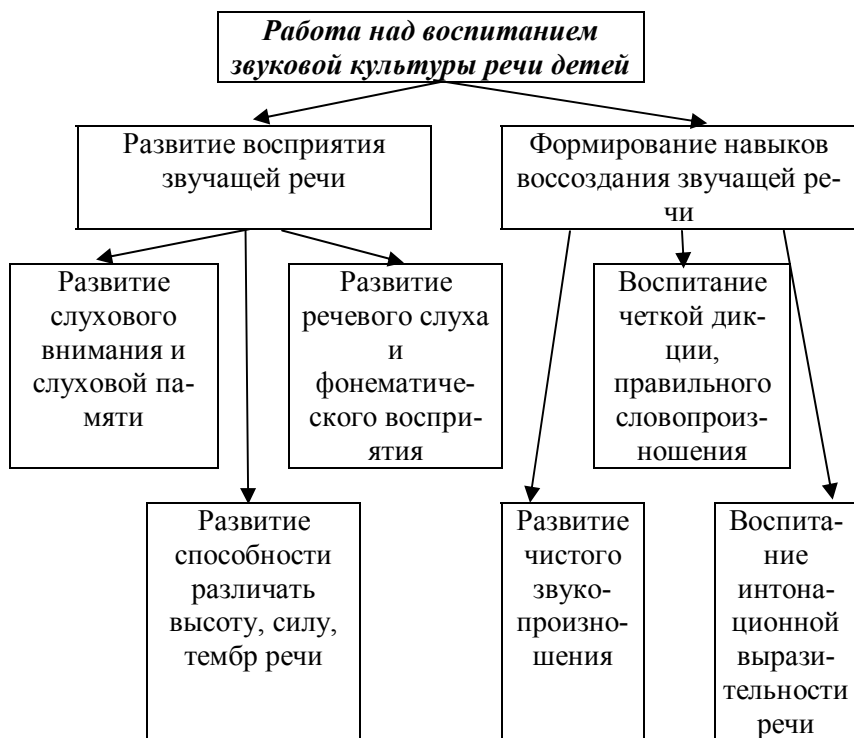 Работа над воспитанием
звуковой культуры речи детей
Развитие восприятия
звучащей речи
Формирование навыков
воссоздания звучащей ре-
чи
Развитие
слухового
внимания и
слуховой па-
мяти
Развитие
речевого слуха
и
фонематиче-
ского воспри-
ятия
Воспитание
четкой дик-
ции,
правильного
словопроиз-
ношения
Развитие
способности
различать
высоту, силу,
тембр речи
Развитие
чистого
звуко-
произно-
шения
Воспита-
ние
интона-
ционной
вырази-
тельности
речи